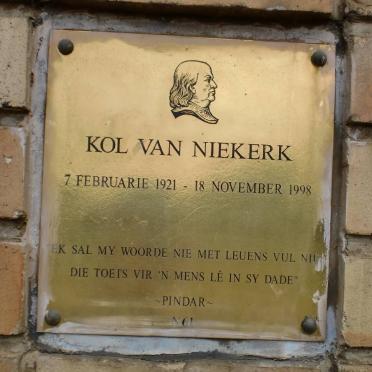 KOL VAN NIEKERK
7 FEBRUARIE 1921 - 18 NOVEMBER 1998
"EK SAL MY WOORDE NIE MET LEUENS VUL NIE
DIE TOETS VIR 'N MENS LÊ IN SY DADE"
~PINDAR~